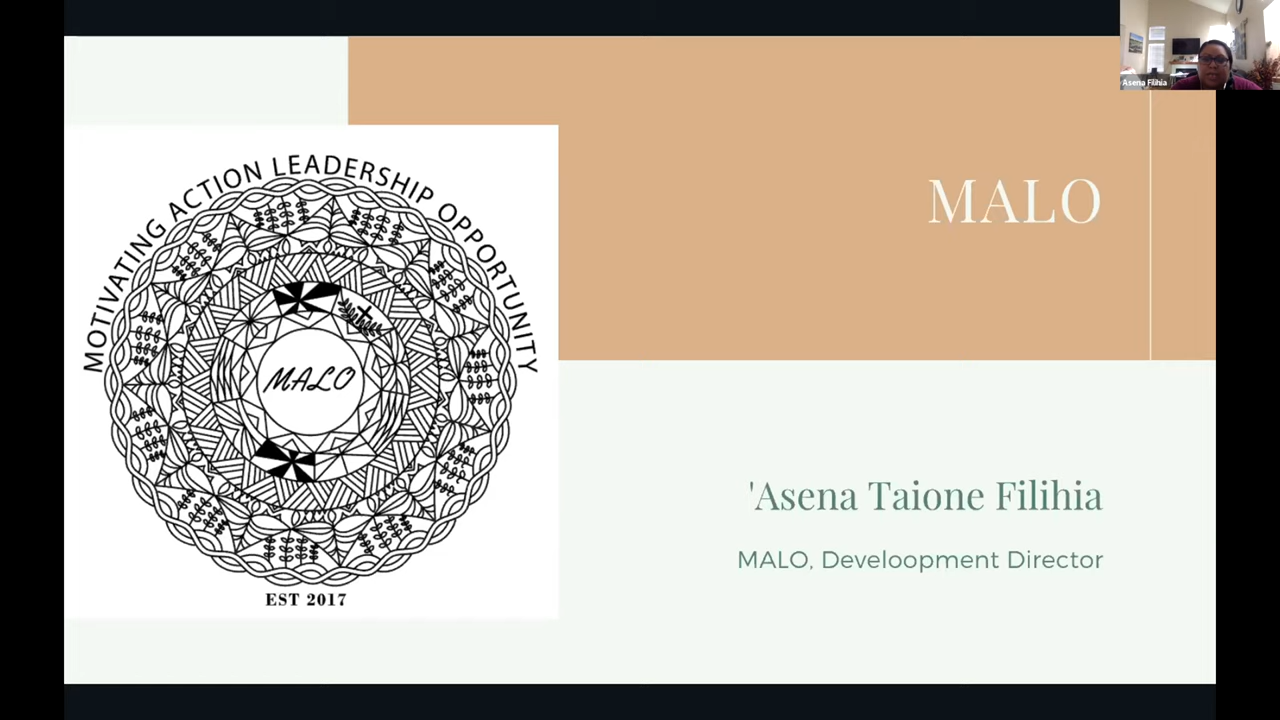 Asena Filihia
MALO
MOTIVATING ACTION LEADERSHIP OPPORTUNITY
MALO
EST 2017
'Asena Taione Filihia
MALO, Develoopment Director